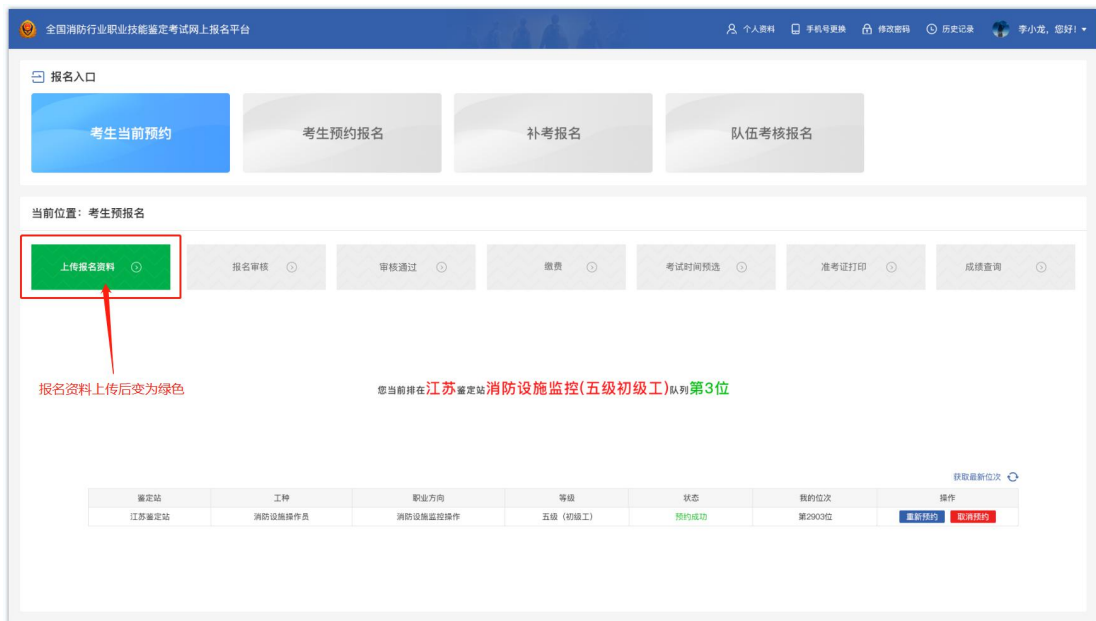 全国消防行业职业技能鉴定考试网上报名平台 个人资料 手机号更换 修改密码 历史记录 李小龙，您好！
报名入口
考生当前预约 考生预约报名 补考报名 队伍考核报名
当前位置：考生预报名
上传报名资料 报名审核 审核通过 缴费 考试时间预选 准考证打印 成绩查询
报名资料上传后变为绿色 您当前排在江苏鉴定站消防设施监控(五级初级工)队列第3位
获取最新位次
鉴定站 工种 职业方向 等级 状态 我的位次 操作
江苏鉴定站 消防设施操作员 消防设施监控操作 五级（初级工） 预约成功 第2903位 重新预约 取消预约